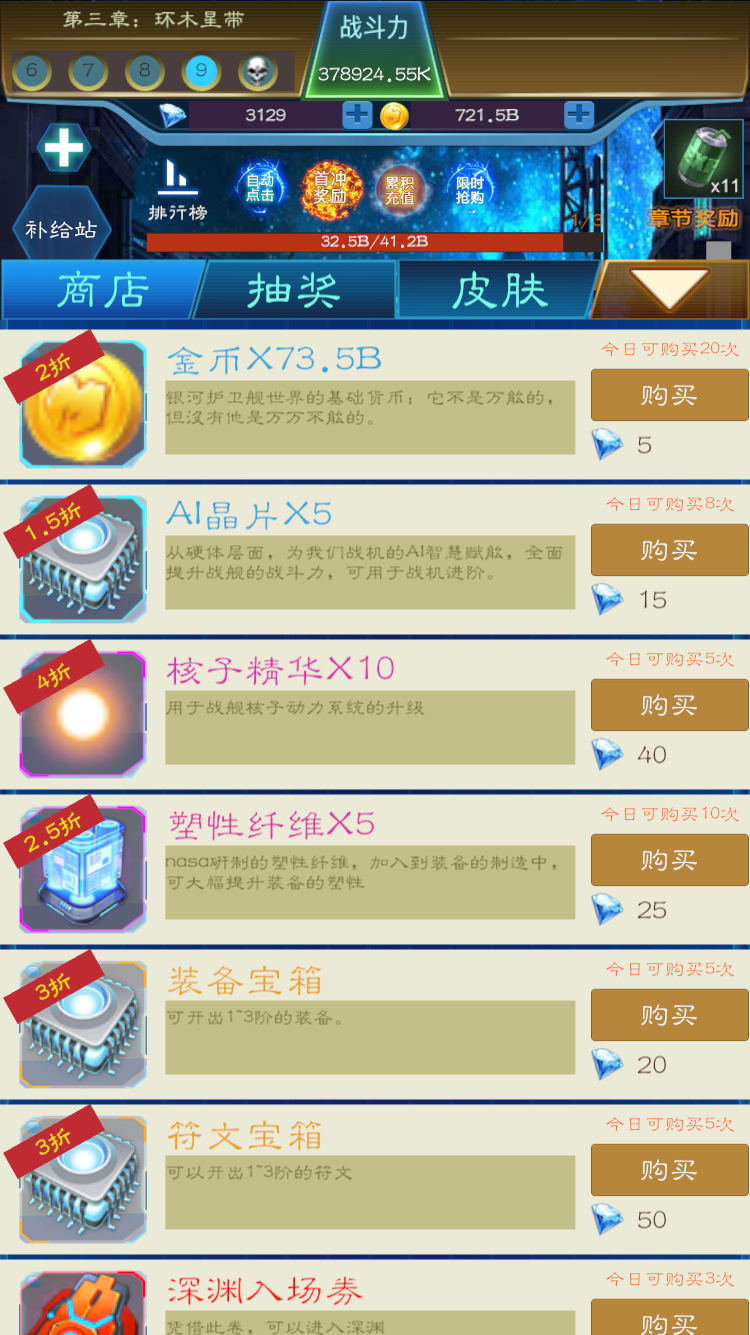 第三章：环木星带
战斗力
6
7
8
9
378924.55K
3129
721.5B
补给站
排行榜
自动
点击
首冲
奖励
累积
充值
限时
抢购
x11
章节奖励
1/3
32.5B/41.2B
商店
抽奖
皮肤
2折
金币X73.5B
今日可购买20次
银河护卫舰世界的基础货币；它不是万能的，
但没有他是万万不能的。
购买
5
1.5折
AI晶片X5
今日可购买8次
从硬体层面，为我们战机的AI智慧赋能，全面
提升战舰的战斗力，可用于战机进阶。
购买
15
4折
核子精华X10
今日可购买5次
用于战舰核子动力系统的升级
购买
40
2.5折
塑性纤维X5
今日可购买10次
nasa研制的塑性纤维，加入到装备的制造中，
可大幅提升装备的塑性
购买
25
3折
装备宝箱
今日可购买5次
可开出1~3阶的装备。
购买
20
3折
符文宝箱
今日可购买5次
可以开出1~3阶的符文
购买
50
深渊入场券
今日可购买3次
凭借此卷，可以进入深渊
购买